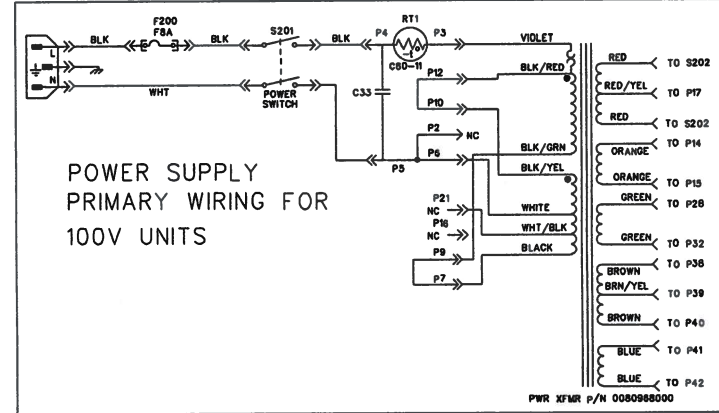 F200
F8A
S201
RT1
L
BLK
BLK
BLK
P4
P3
VIOLET
C80-11
N
WHT
POWER
SWITCH
C33
P12
BLK/RED
P10
P2
NC
P6
BLK/GRN
P5
BLK/YEL
P21
NC
WHITE
P16
NC
WHT/BLK
P9
BLACK
P7
POWER SUPPLY
PRIMARY WIRING FOR
100V UNITS
RED
TO S202
RED/YEL
TO P17
RED
TO S202
TO P14
ORANGE
ORANGE
TO P15
GREEN
TO P28
GREEN
TO P32
TO P38
BROWN
BRN/YEL
TO P39
BROWN
TO P40
TO P41
BLUE
BLUE
TO P42
PWR XFMR P/N 0080988000